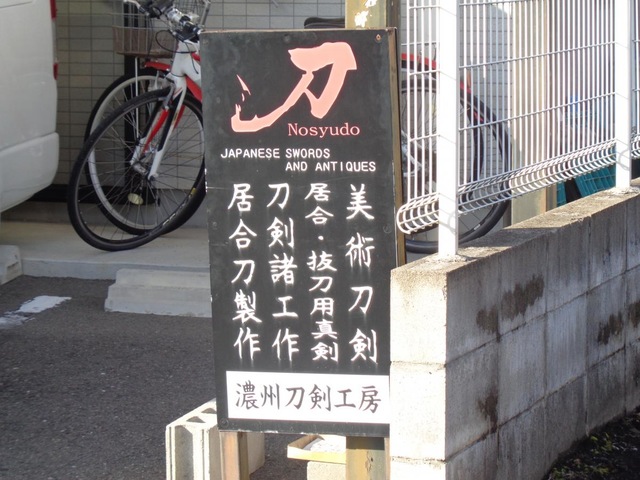 刀
Nosyudo
JAPANESE SWORDS
AND ANTIQUES
美術刀剣
居合・抜刀用真剣
刀剣諸工作
居合刀製作
濃州刀剣工房